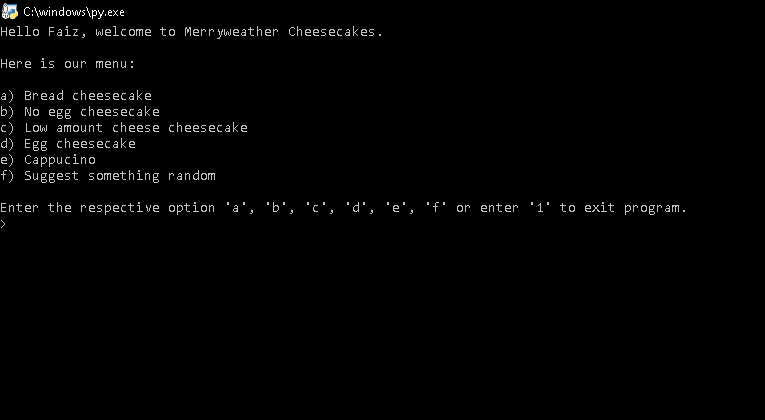 C:\windows\py.exe
Hello Faiz, welcome to Merryweather Cheesecakes.
Here is our menu:
a) Bread cheesecake
b) No egg cheesecake
c) Low amount cheese cheesecake
d) Egg cheesecake
e) Cappucino
f) Suggest something random
Enter the respective option 'a', 'b', 'c', 'd', 'e', 'f' or enter '1' to exit program.
>